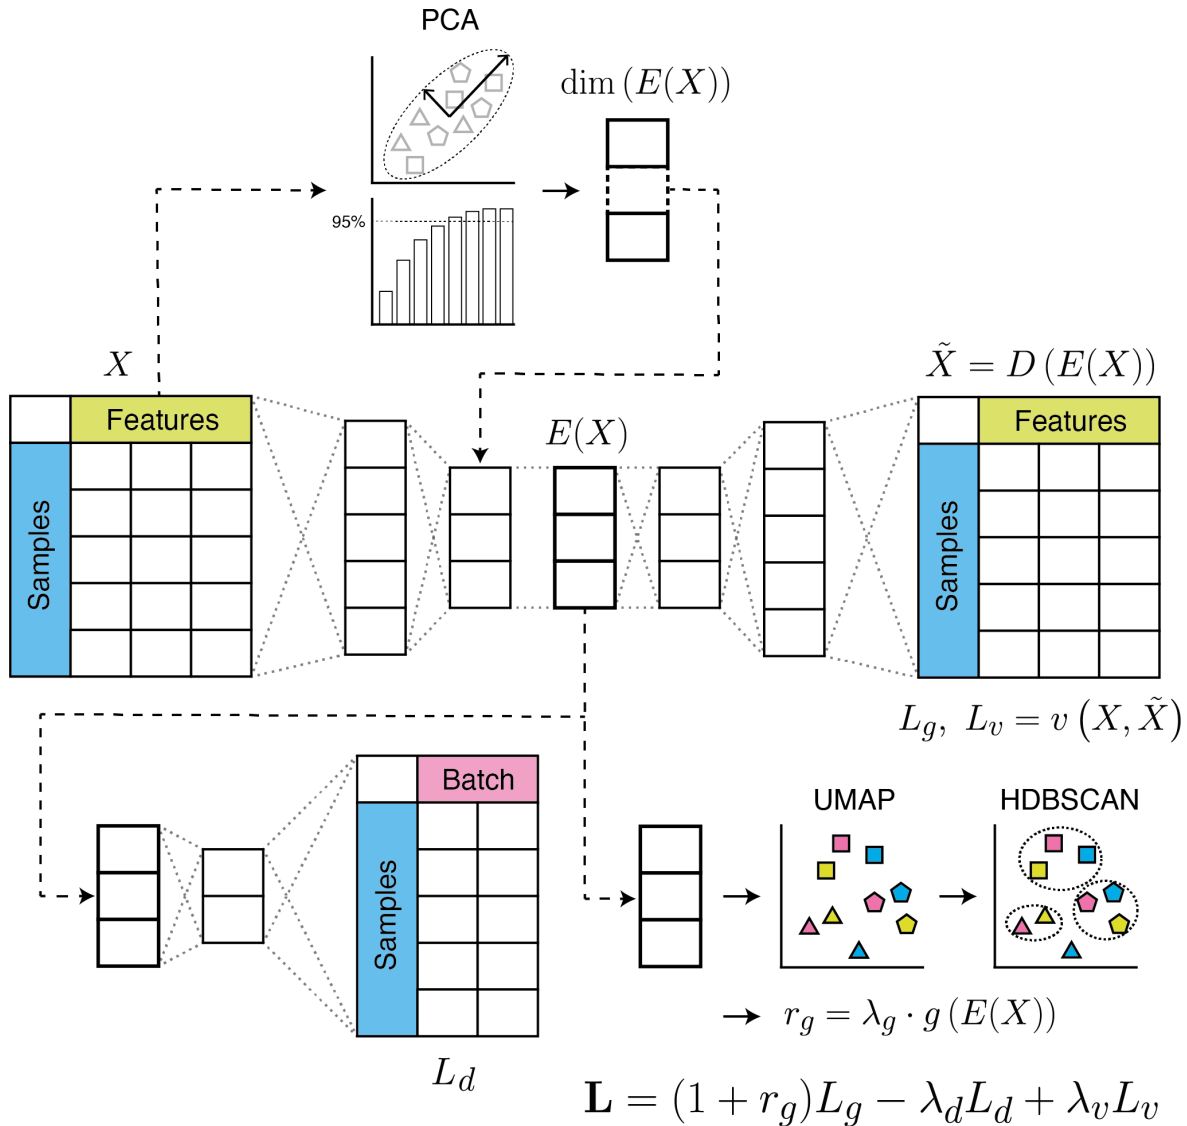 PCA
dim (E(X))
95%
X
X̃ = D (E(X))
Features
Features
E(X)
Samples
Samples
L_g, L_v = v (X, X̃)
Batch
UMAP
HDBSCAN
Samples
r_g = λ_g · g (E(X))
L_d
L = (1 + r_g)L_g − λ_dL_d + λ_vL_v